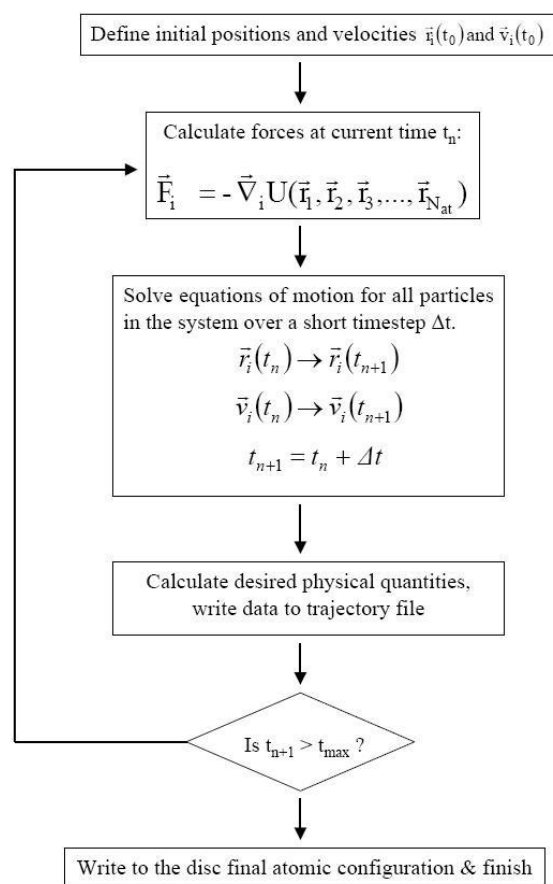 Define initial positions and velocities r⃗ᵢ(t₀) and v⃗ᵢ(t₀)
Calculate forces at current time tₙ:
F⃗ᵢ = - ∇⃗ᵢ U(r⃗₁, r⃗₂, r⃗₃,..., r⃗_{N_at})
Solve equations of motion for all particles
in the system over a short timestep Δt.
r⃗ᵢ(tₙ) → r⃗ᵢ(tₙ₊₁)
v⃗ᵢ(tₙ) → v⃗ᵢ(tₙ₊₁)
tₙ₊₁ = tₙ + Δt
Calculate desired physical quantities,
write data to trajectory file
Is tₙ₊₁ > t_max ?
Write to the disc final atomic configuration & finish